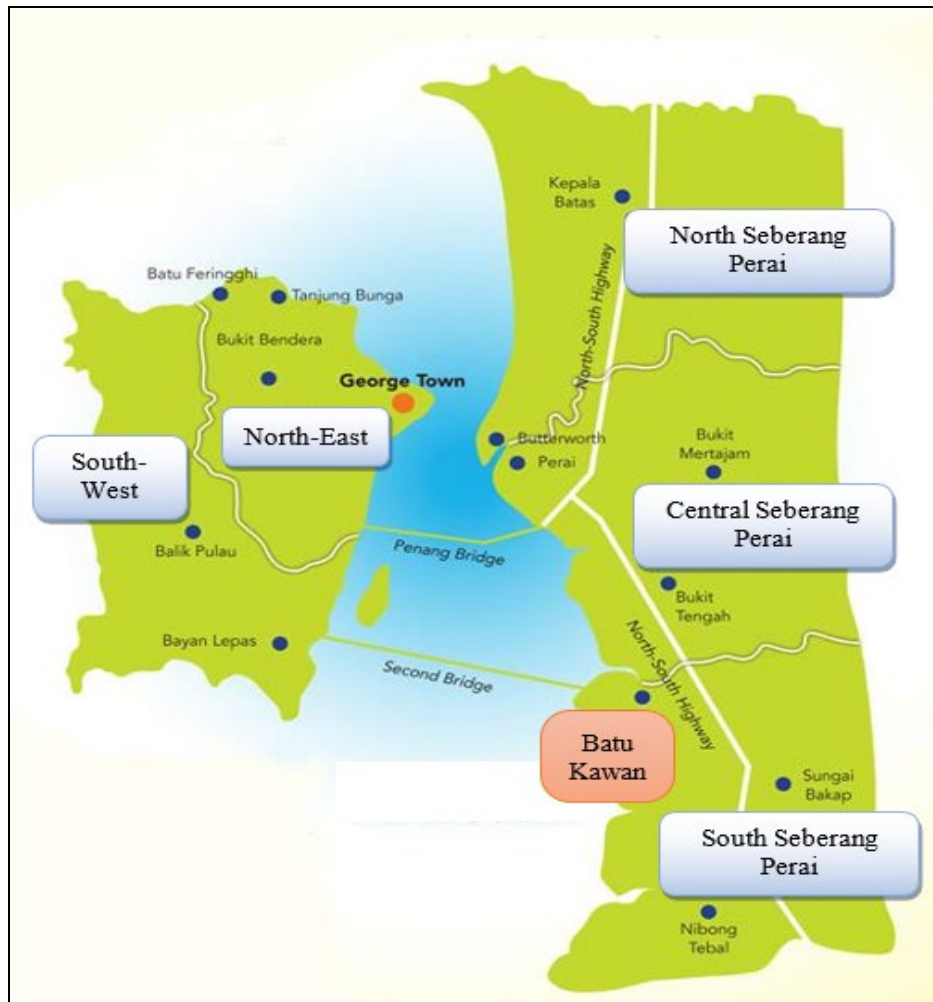 Kepala
Batas
North Seberang
Perai
North-South Highway
Batu Feringghi
Tanjung Bunga
Bukit Bendera
George Town
North-East
South-
West
Butterworth
Perai
Bukit
Mertajam
Central Seberang
Perai
Balik Pulau
Penang Bridge
Bukit
Tengah
Bayan Lepas
Second Bridge
North-South Highway
Batu
Kawan
Sungai
Bakap
South Seberang
Perai
Nibong
Tebal